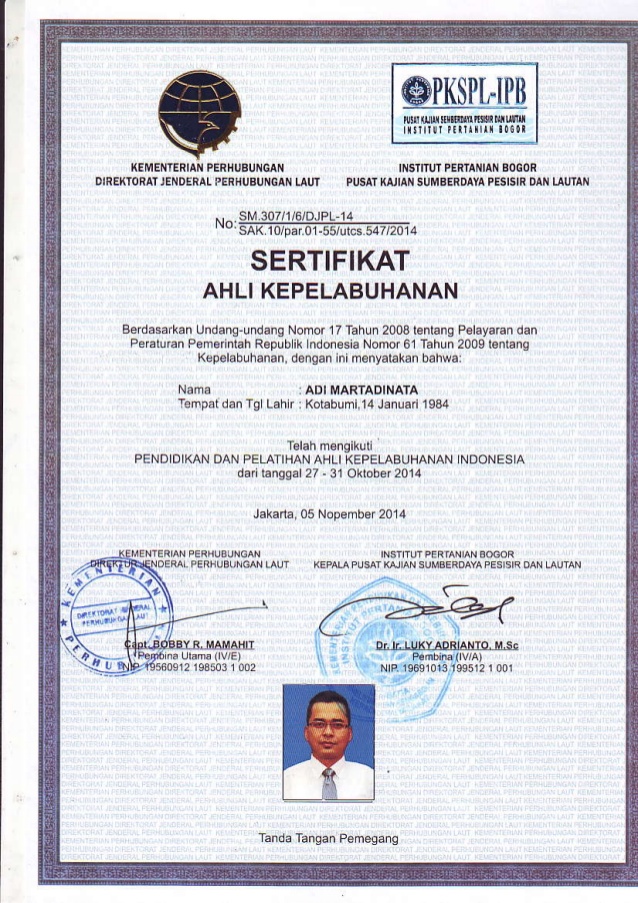 PKSPL-IPB
PUSAT KAJIAN SUMBERDAYA PESISIR DAN LAUTAN
INSTITUT PERTANIAN BOGOR
KEMENTERIAN PERHUBUNGAN
DIREKTORAT JENDERAL PERHUBUNGAN LAUT
INSTITUT PERTANIAN BOGOR
PUSAT KAJIAN SUMBERDAYA PESISIR DAN LAUTAN
No: SM.307/1/6/DJPL-14
SAK.10/par.01-55/utcs.547/2014
SERTIFIKAT
AHLI KEPELABUHANAN
Berdasarkan Undang-undang Nomor 17 Tahun 2008 tentang Pelayaran dan
Peraturan Pemerintah Republik Indonesia Nomor 61 Tahun 2009 tentang
Kepelabuhanan, dengan ini menyatakan bahwa:
Nama : ADI MARTADINATA
Tempat dan Tgl Lahir : Kotabumi,14 Januari 1984
Telah mengikuti
PENDIDIKAN DAN PELATIHAN AHLI KEPELABUHANAN INDONESIA
dari tanggal 27 - 31 Oktober 2014
Jakarta, 05 Nopember 2014
KEMENTERIAN PERHUBUNGAN
DIREKTUR JENDERAL PERHUBUNGAN LAUT
INSTITUT PERTANIAN BOGOR
KEPALA PUSAT KAJIAN SUMBERDAYA PESISIR DAN LAUTAN
KEMENTERIAN
DIREKTORAT JENDERAL
PERHUBUNGAN LAUT
Capt. BOBBY R. MAMAHIT
Pembina Utama (IV/E)
NIP. 19560912 198503 1 002
INSTITUT PERTANIAN
Dr. Ir. LUKY ADRIANTO, M.Sc
Pembina (IV/A)
NIP. 19691013 199512 1 001
Tanda Tangan Pemegang